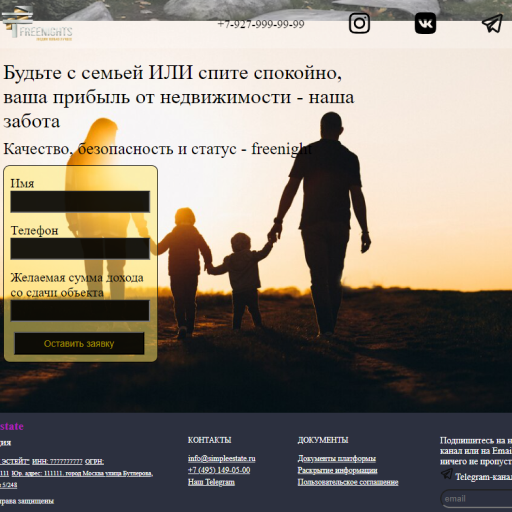 FREENIGHTS
+7-927-999-99-99
Будьте с семьей ИЛИ спите спокойно,
ваша прибыль от недвижимости - наша
забота
Качество, безопасность и статус - freenight
Имя
Телефон
Желаемая сумма дохода
со сдачи объекта
Оставить заявку
state
ция
КОНТАКТЫ
ДОКУМЕНТЫ
Подпишитесь на н
канал или на Emai
ничего не пропуст
info@simpleestate.ru
+7 (495) 149-05-00
Наш Telegram
Документы платформы
Раскрытие информации
Пользовательское соглашение
ЭСТЕЙТ" ИНН: ?????????? ОГРН:
111 Юр. адрес: 111111, город Москва улица Бутлерова,
5/248
права защищены
Telegram-кана
email